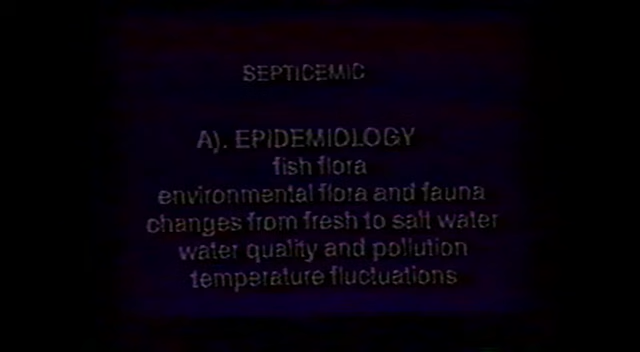 SEPTICEMIC
A). EPIDEMIOLOGY
fish flora
environmental flora and fauna
changes from fresh to salt water
water quality and pollution
temperature fluctuations